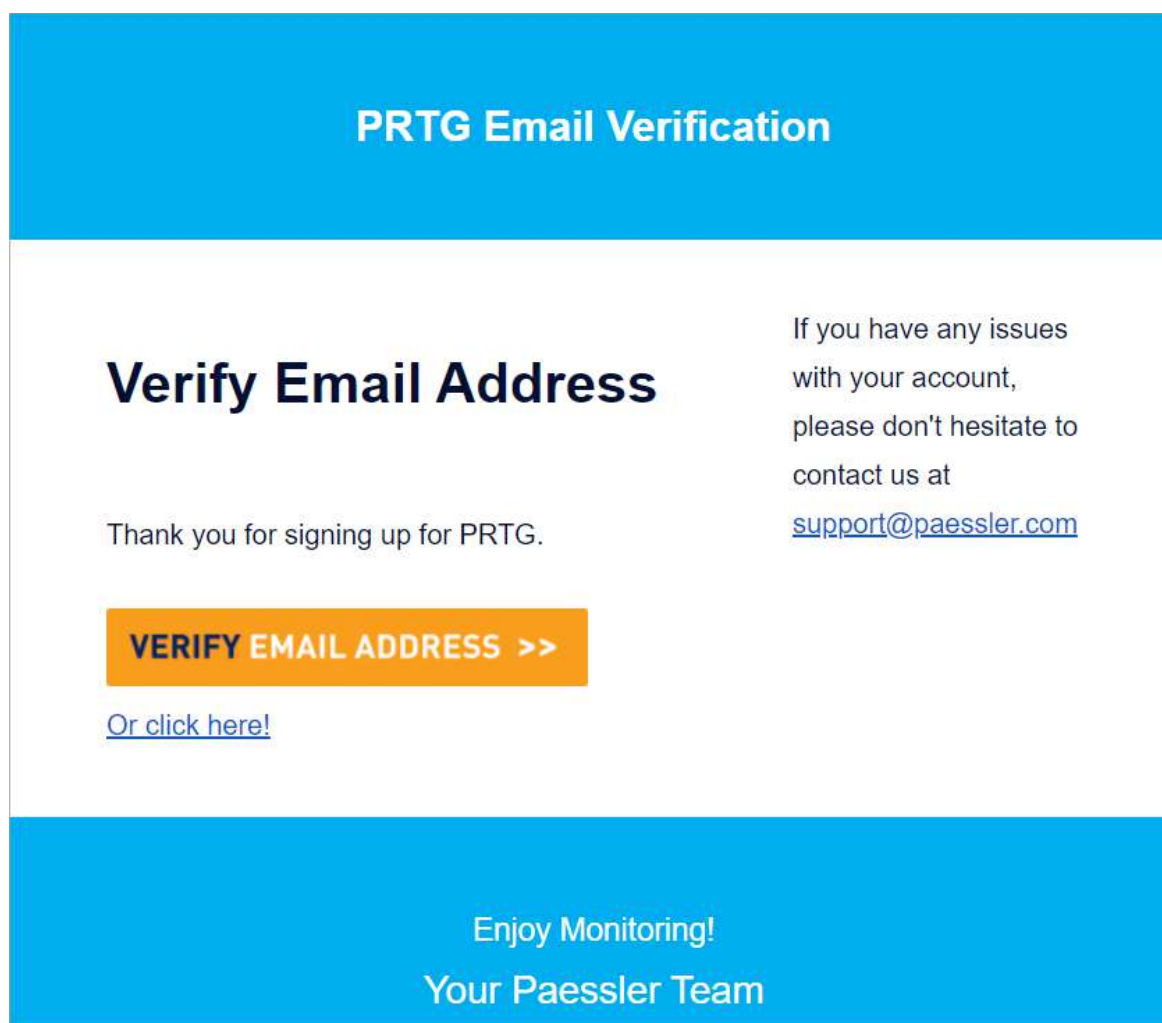 PRTG Email Verification
Verify Email Address
Thank you for signing up for PRTG.
VERIFY EMAIL ADDRESS >>
Or click here!
If you have any issues
with your account,
please don't hesitate to
contact us at
support@paessler.com
Enjoy Monitoring!
Your Paessler Team